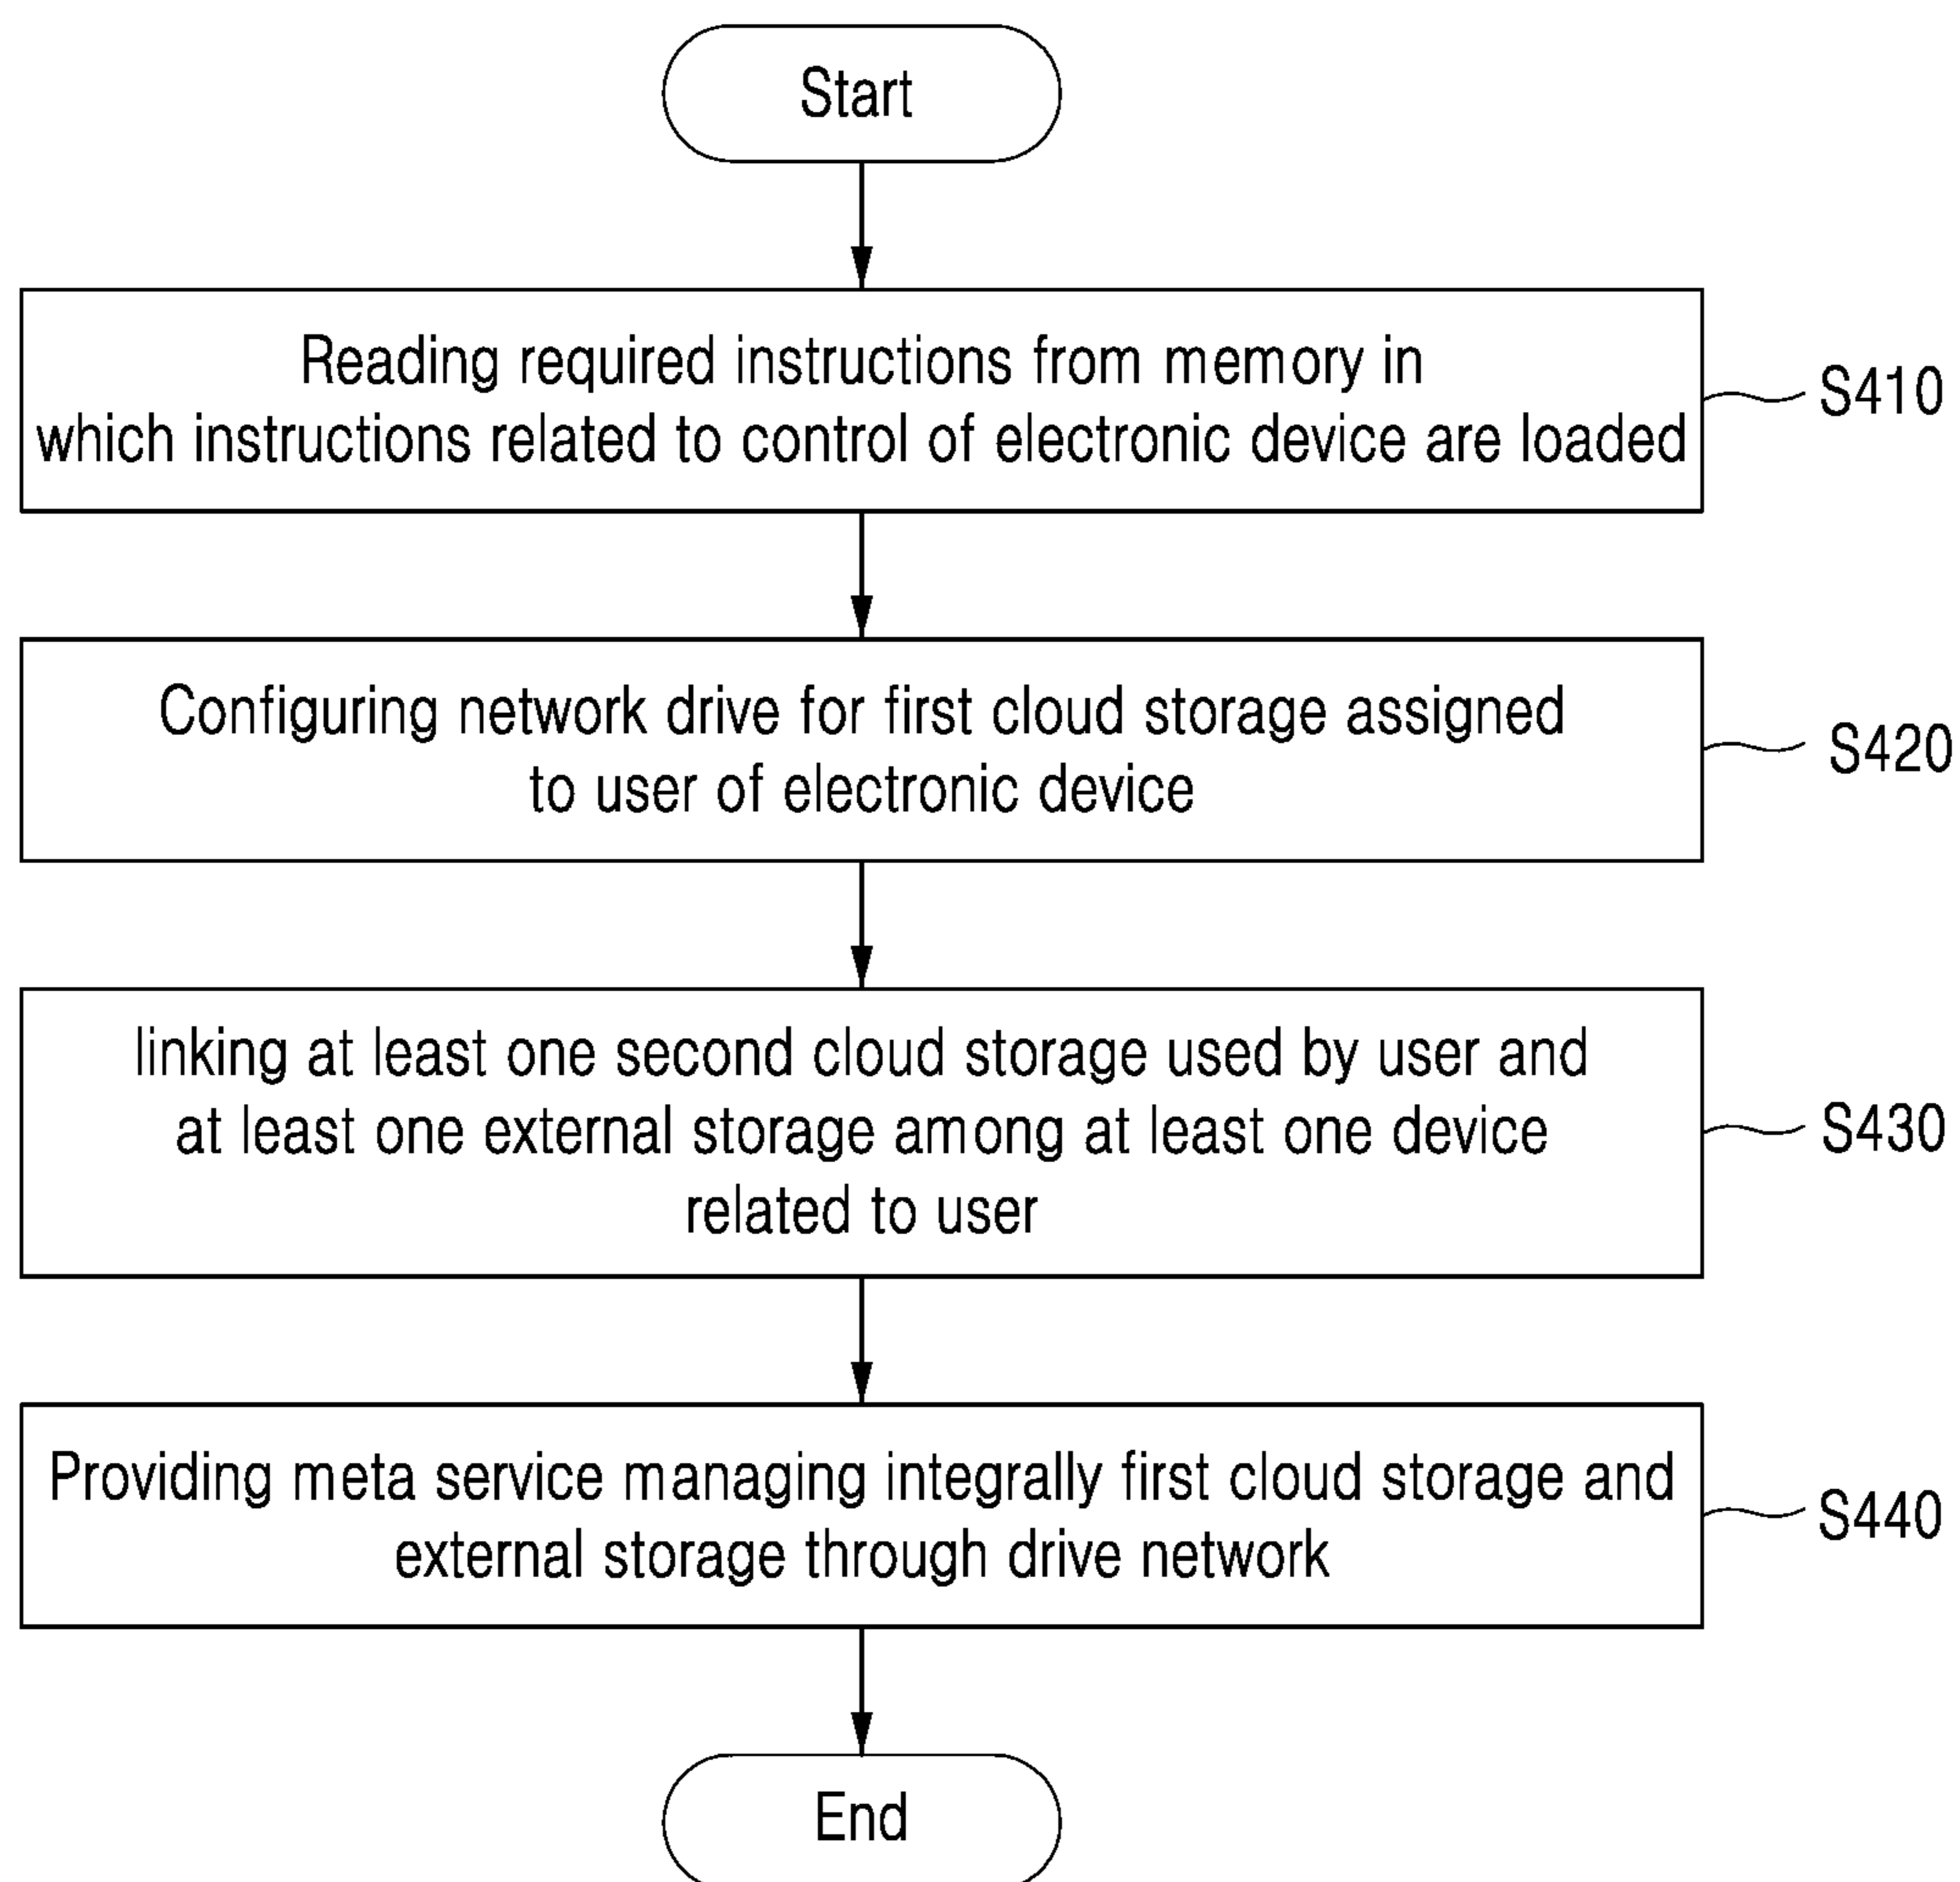 Start
Reading required instructions from memory in
which instructions related to control of electronic device are loaded
S410
Configuring network drive for first cloud storage assigned
to user of electronic device
S420
linking at least one second cloud storage used by user and
at least one external storage among at least one device
related to user
S430
Providing meta service managing integrally first cloud storage and
external storage through drive network
S440
End